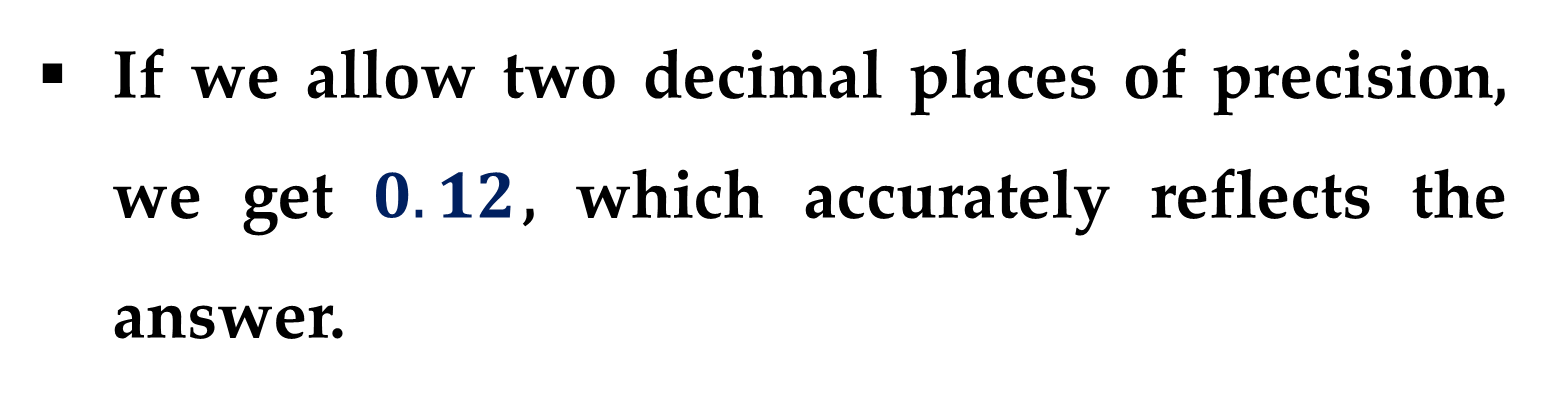 ▪ If we allow two decimal places of precision,
we get 0.12, which accurately reflects the
answer.